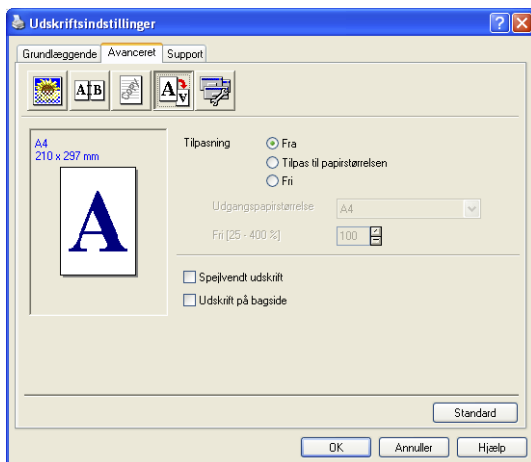 Udskriftsindstillinger
Grundlæggende Avanceret Support
A B
A A
A4
210 x 297 mm
A
Tilpasning Fra
Tilpas til papirstørrelsen
Fri
Udgangspapirstørrelse A4
Fri [25 - 400 %] 100
Spejlvendt udskrift
Udskrift på bagside
Standard
OK Annuller Hjælp